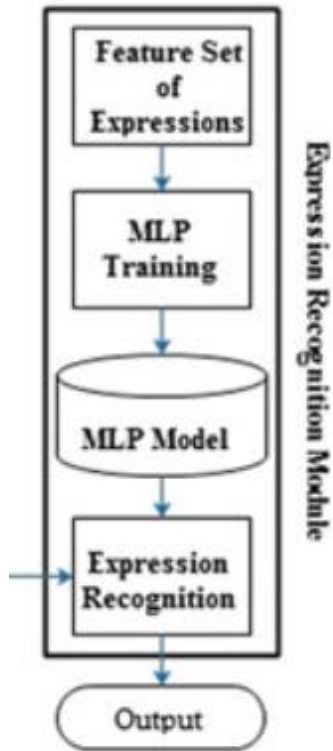 Feature Set
of
Expressions
MLP
Training
MLP Model
Expression
Recognition
Output
Expression Recognition Module